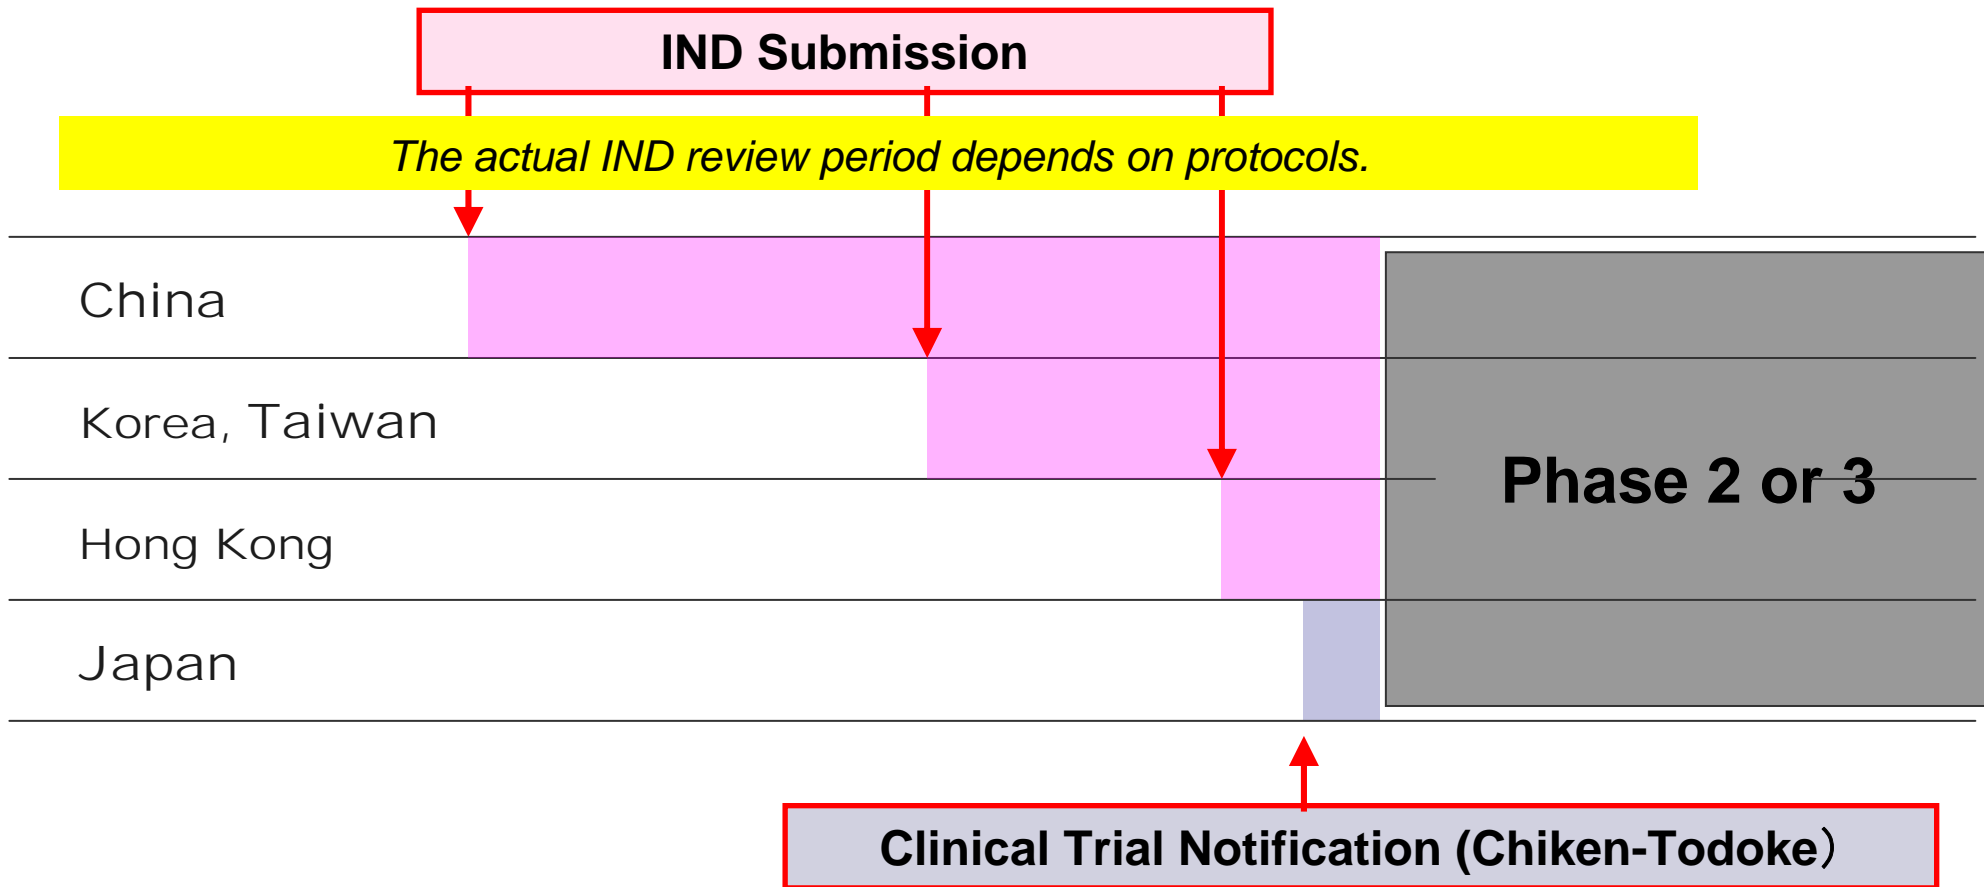 IND Submission
The actual IND review period depends on protocols.
China
Korea, Taiwan
Phase 2 or 3
Hong Kong
Japan
Clinical Trial Notification (Chiken-Todoke）